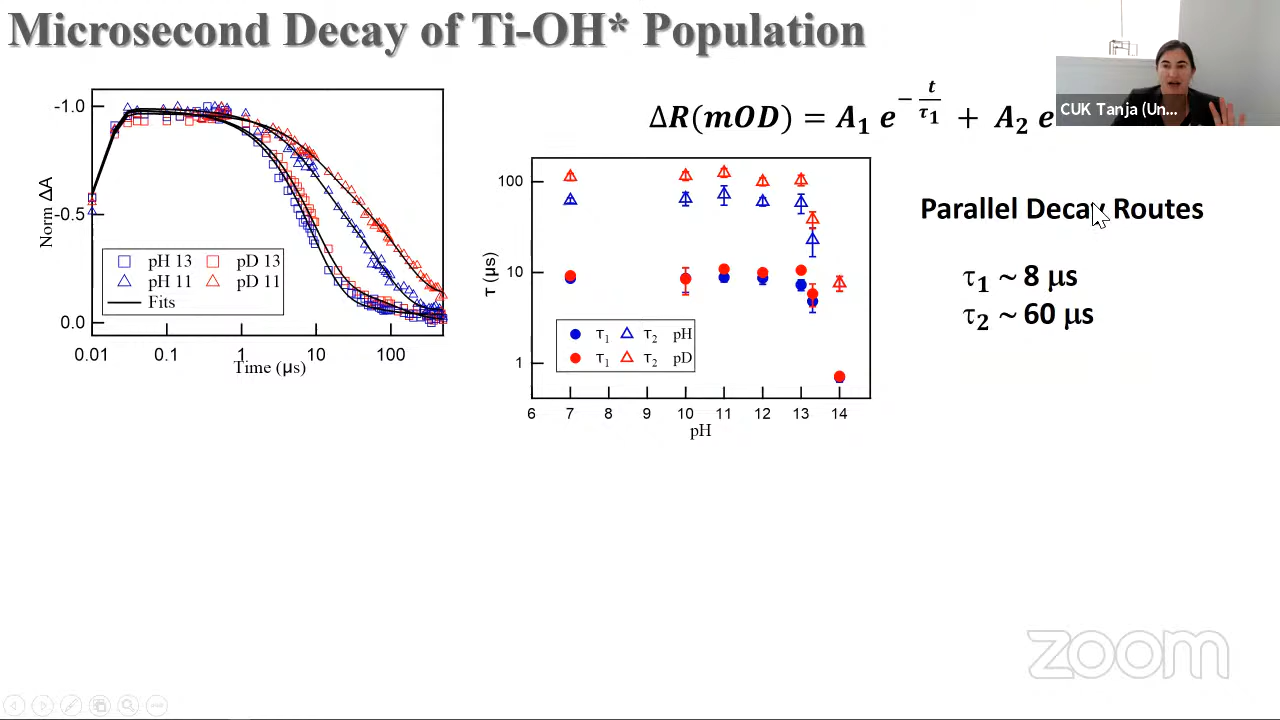 Microsecond Decay of Ti-OH* Population
CUK Tanja (Un...
ΔR(mOD) = A₁ e^(−t/τ₁) + A₂ e
-1.0
-0.5
0.0
Norm ΔA
pH 13 pD 13
pH 11 pD 11
Fits
0.01 0.1 1 10 100
Time (μs)
100
10
1
τ (μs)
τ₁ τ₂ pH
τ₁ τ₂ pD
6 7 8 9 10 11 12 13 14
pH
Parallel Decay Routes
τ₁ ~ 8 μs
τ₂ ~ 60 μs
zoom